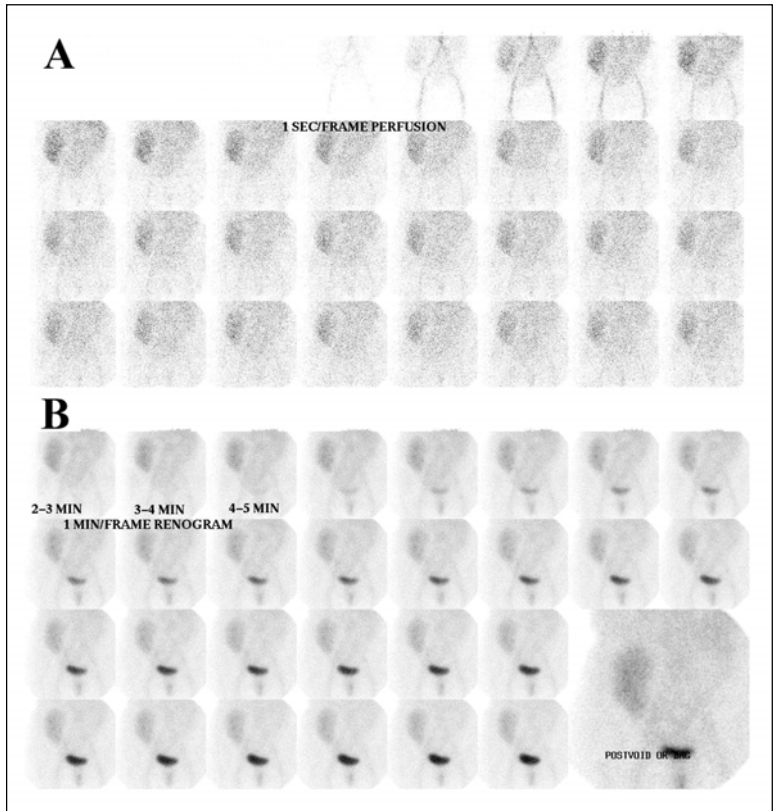 A
1 SEC/FRAME PERFUSION
B
2–3 MIN
3–4 MIN
4–5 MIN
1 MIN/FRAME RENOGRAM
POSTVOID OR